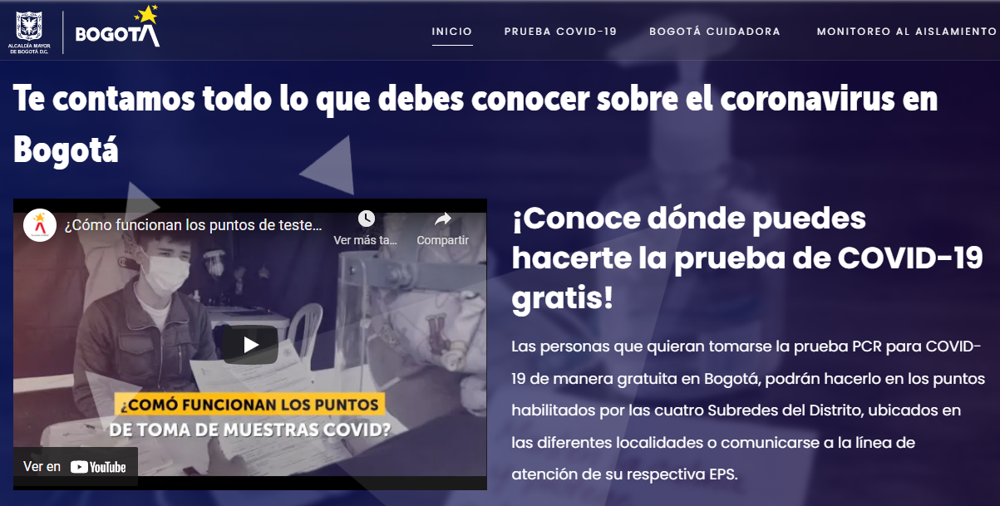 ALCALDÍA MAYOR
DE BOGOTÁ D.C.
BOGOTÁ
INICIO
PRUEBA COVID-19
BOGOTÁ CUIDADORA
MONITOREO AL AISLAMIENTO
Te contamos todo lo que debes conocer sobre el coronavirus en
Bogotá
¿Cómo funcionan los puntos de teste...
Ver más ta...
Compartir
¿COMÓ FUNCIONAN LOS PUNTOS
DE TOMA DE MUESTRAS COVID?
Ver en YouTube
¡Conoce dónde puedes
hacerte la prueba de COVID-19
gratis!
Las personas que quieran tomarse la prueba PCR para COVID-
19 de manera gratuita en Bogotá, podrán hacerlo en los puntos
habilitados por las cuatro Subredes del Distrito, ubicados en
las diferentes localidades o comunicarse a la línea de
atención de su respectiva EPS.